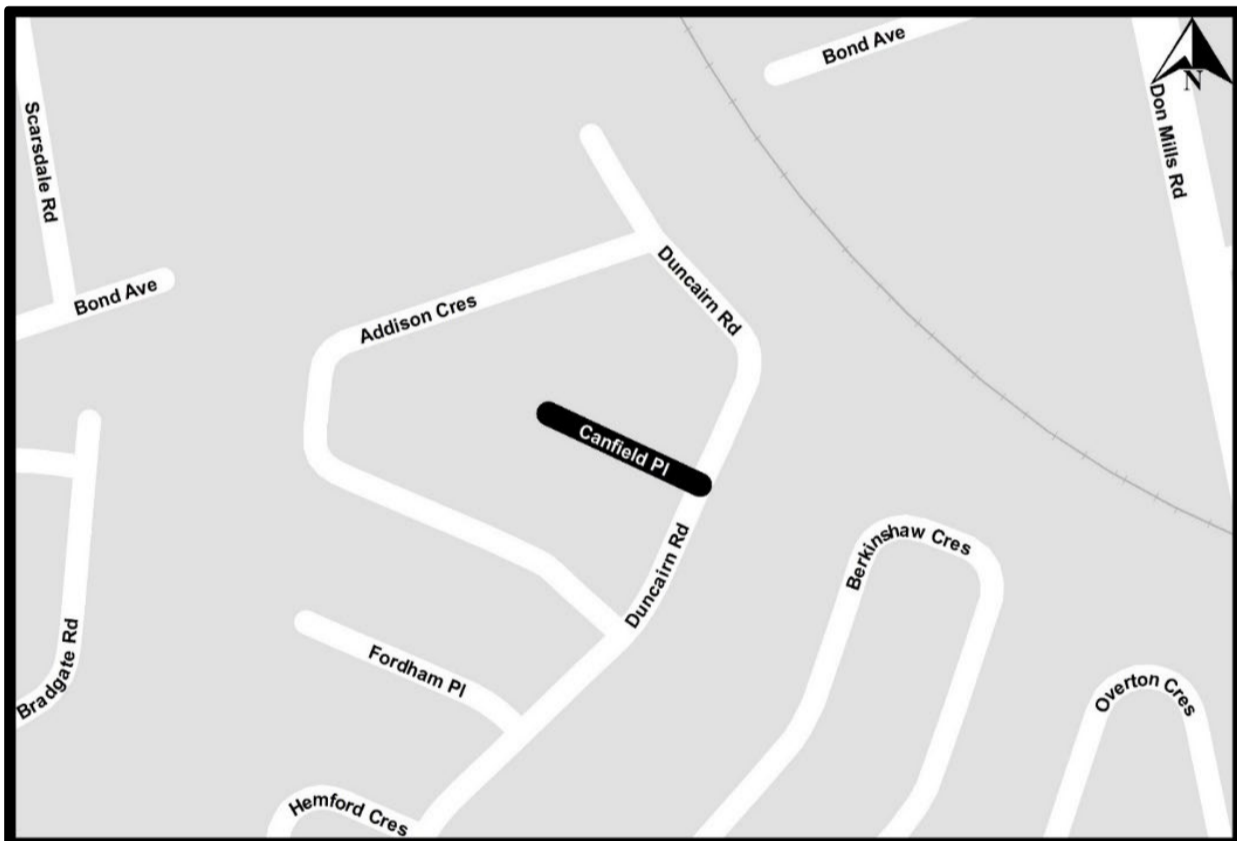 Bond Ave
N
Don Mills Rd
Scarsdale Rd
Duncairn Rd
Bond Ave
Addison Cres
Canfield Pl
Berkinshaw Cres
Duncairn Rd
Fordham Pl
Bradgate Rd
Overton Cres
Hemford Cres